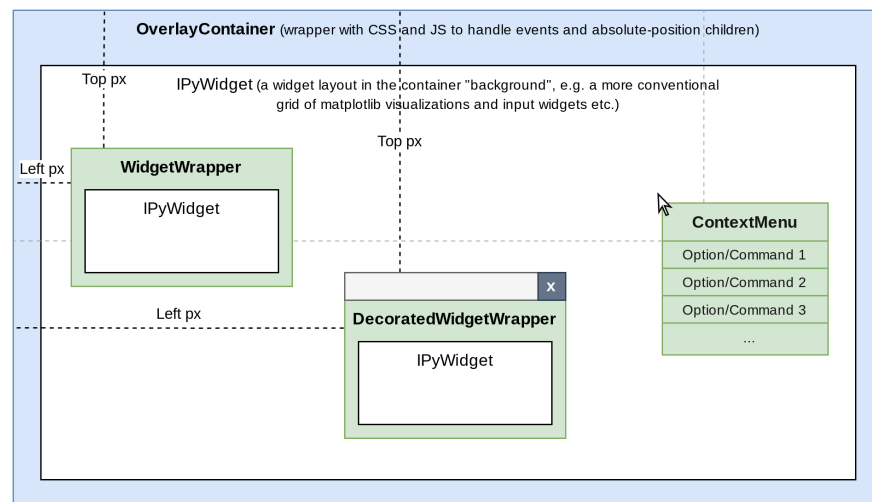 OverlayContainer (wrapper with CSS and JS to handle events and absolute-position children)
Top px
IPyWidget (a widget layout in the container "background", e.g. a more conventional
grid of matplotlib visualizations and input widgets etc.)
Top px
Left px
WidgetWrapper
IPyWidget
ContextMenu
Option/Command 1
Option/Command 2
Option/Command 3
...
x
Left px
DecoratedWidgetWrapper
IPyWidget